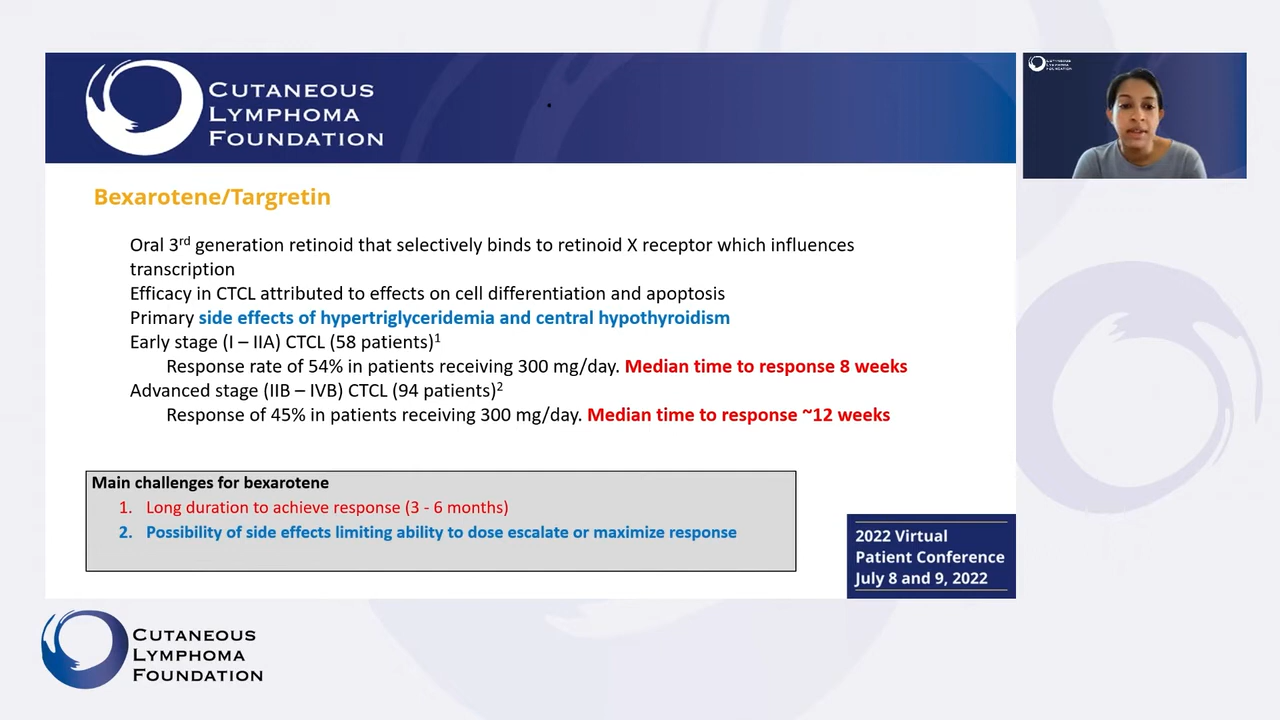 CUTANEOUS
LYMPHOMA
FOUNDATION
Bexarotene/Targretin
Oral 3rd generation retinoid that selectively binds to retinoid X receptor which influences
transcription
Efficacy in CTCL attributed to effects on cell differentiation and apoptosis
Primary side effects of hypertriglyceridemia and central hypothyroidism
Early stage (I – IIA) CTCL (58 patients)1
Response rate of 54% in patients receiving 300 mg/day. Median time to response 8 weeks
Advanced stage (IIB – IVB) CTCL (94 patients)2
Response of 45% in patients receiving 300 mg/day. Median time to response ~12 weeks
Main challenges for bexarotene
1. Long duration to achieve response (3 - 6 months)
2. Possibility of side effects limiting ability to dose escalate or maximize response
2022 Virtual
Patient Conference
July 8 and 9, 2022
CUTANEOUS
LYMPHOMA
FOUNDATION
CUTANEOUS
LYMPHOMA
FOUNDATION